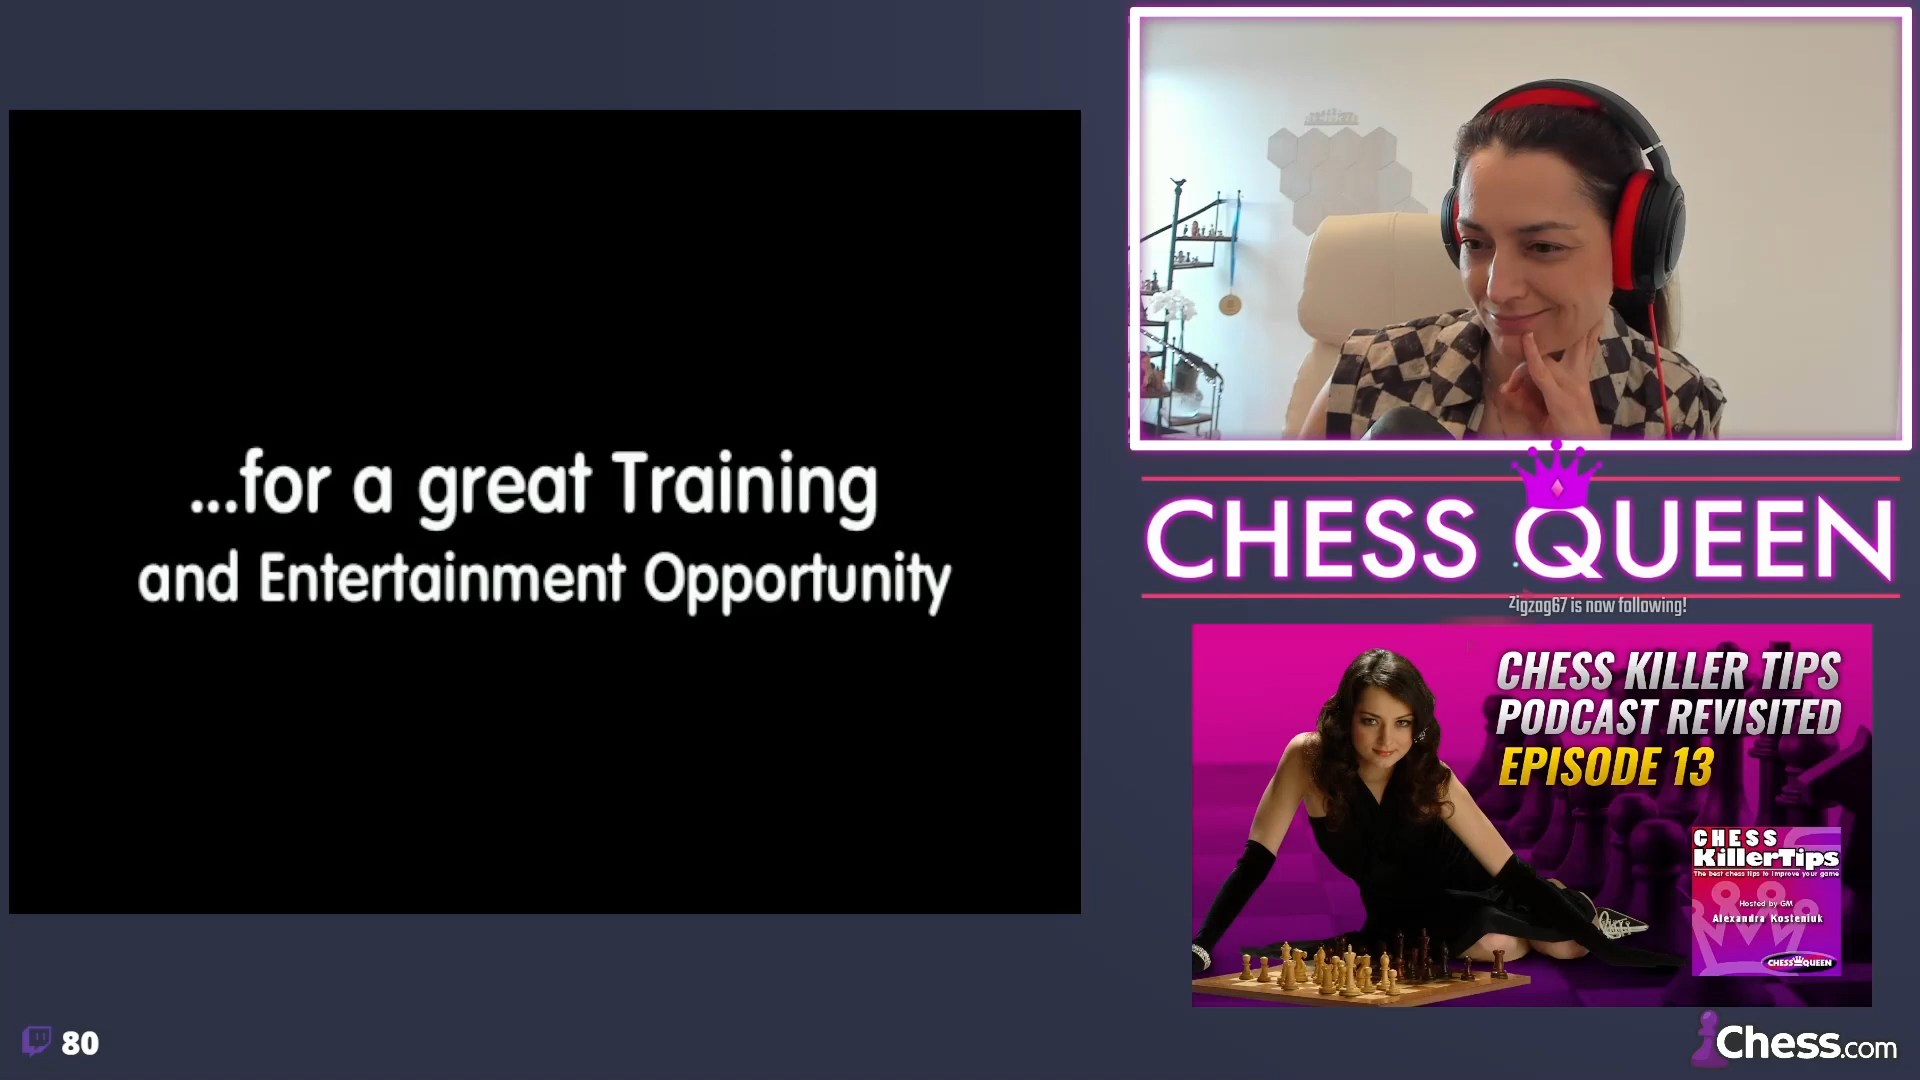 ...for a great Training
and Entertainment Opportunity
CHESS QUEEN
Zigzag67 is now following!
CHESS KILLER TIPS
PODCAST REVISITED
EPISODE 13
CHESS
KillerTips
The best chess tips to improve your game
Hosted by GM
Alexandra Kosteniuk
CHESS QUEEN
80
Chess.com